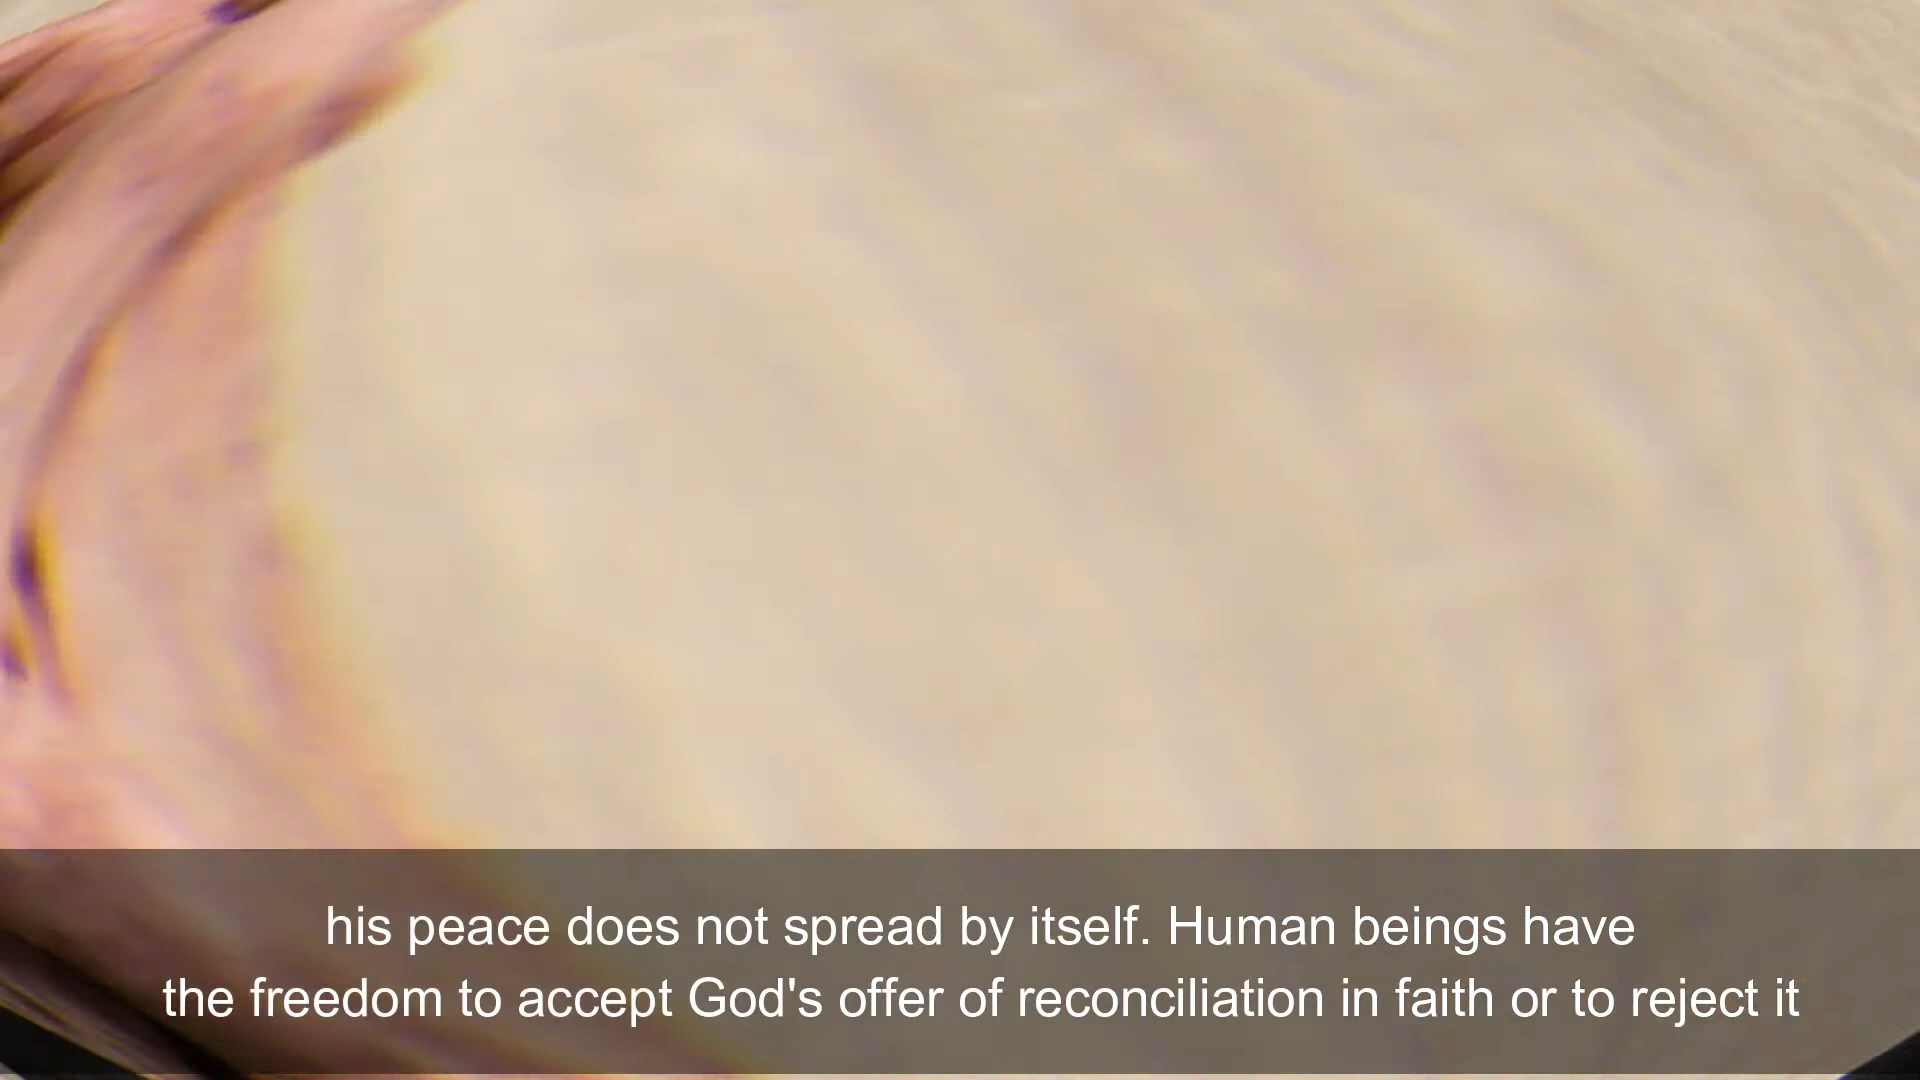 his peace does not spread by itself. Human beings have
the freedom to accept God's offer of reconciliation in faith or to reject it